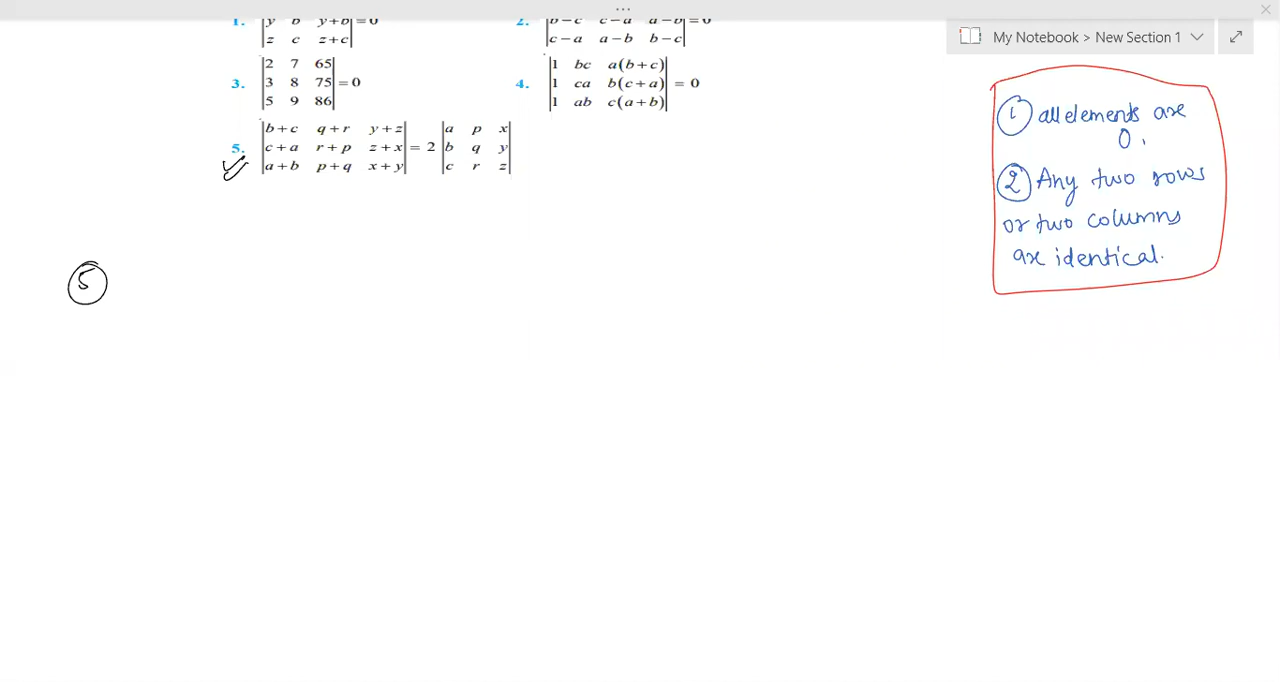 ...
My Notebook > New Section 1
1. |y b y+b| = 0 2. |b−c c−a a−b| = 0
|z c z+c| |c−a a−b b−c|
|2 7 65| |1 bc a(b+c)|
3. |3 8 75| = 0 4. |1 ca b(c+a)| = 0
|5 9 86| |1 ab c(a+b)|
|b+c q+r y+z| |a p x|
5. |c+a r+p z+x| = 2 |b q y|
|a+b p+q x+y| |c r z|
① all elements are
0,
② Any two rows
or two columns
are identical.
⑤